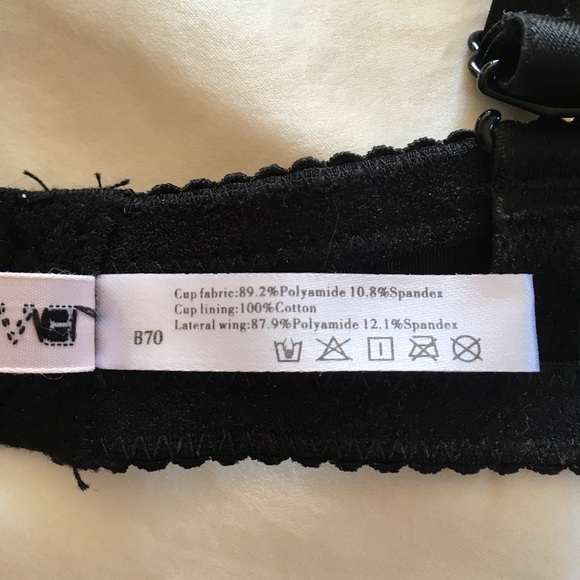 Cup fabric:89.2%Polyamide 10.8%Spandex
Cup lining:100%Cotton
Lateral wing:87.9%Polyamide 12.1%Spandex
B70